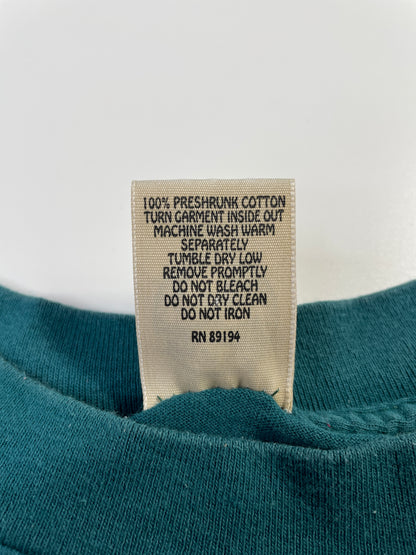 100% PRESHRUNK COTTON
TURN GARMENT INSIDE OUT
MACHINE WASH WARM
SEPARATELY
TUMBLE DRY LOW
REMOVE PROMPTLY
DO NOT BLEACH
DO NOT DRY CLEAN
DO NOT IRON
RN 89194